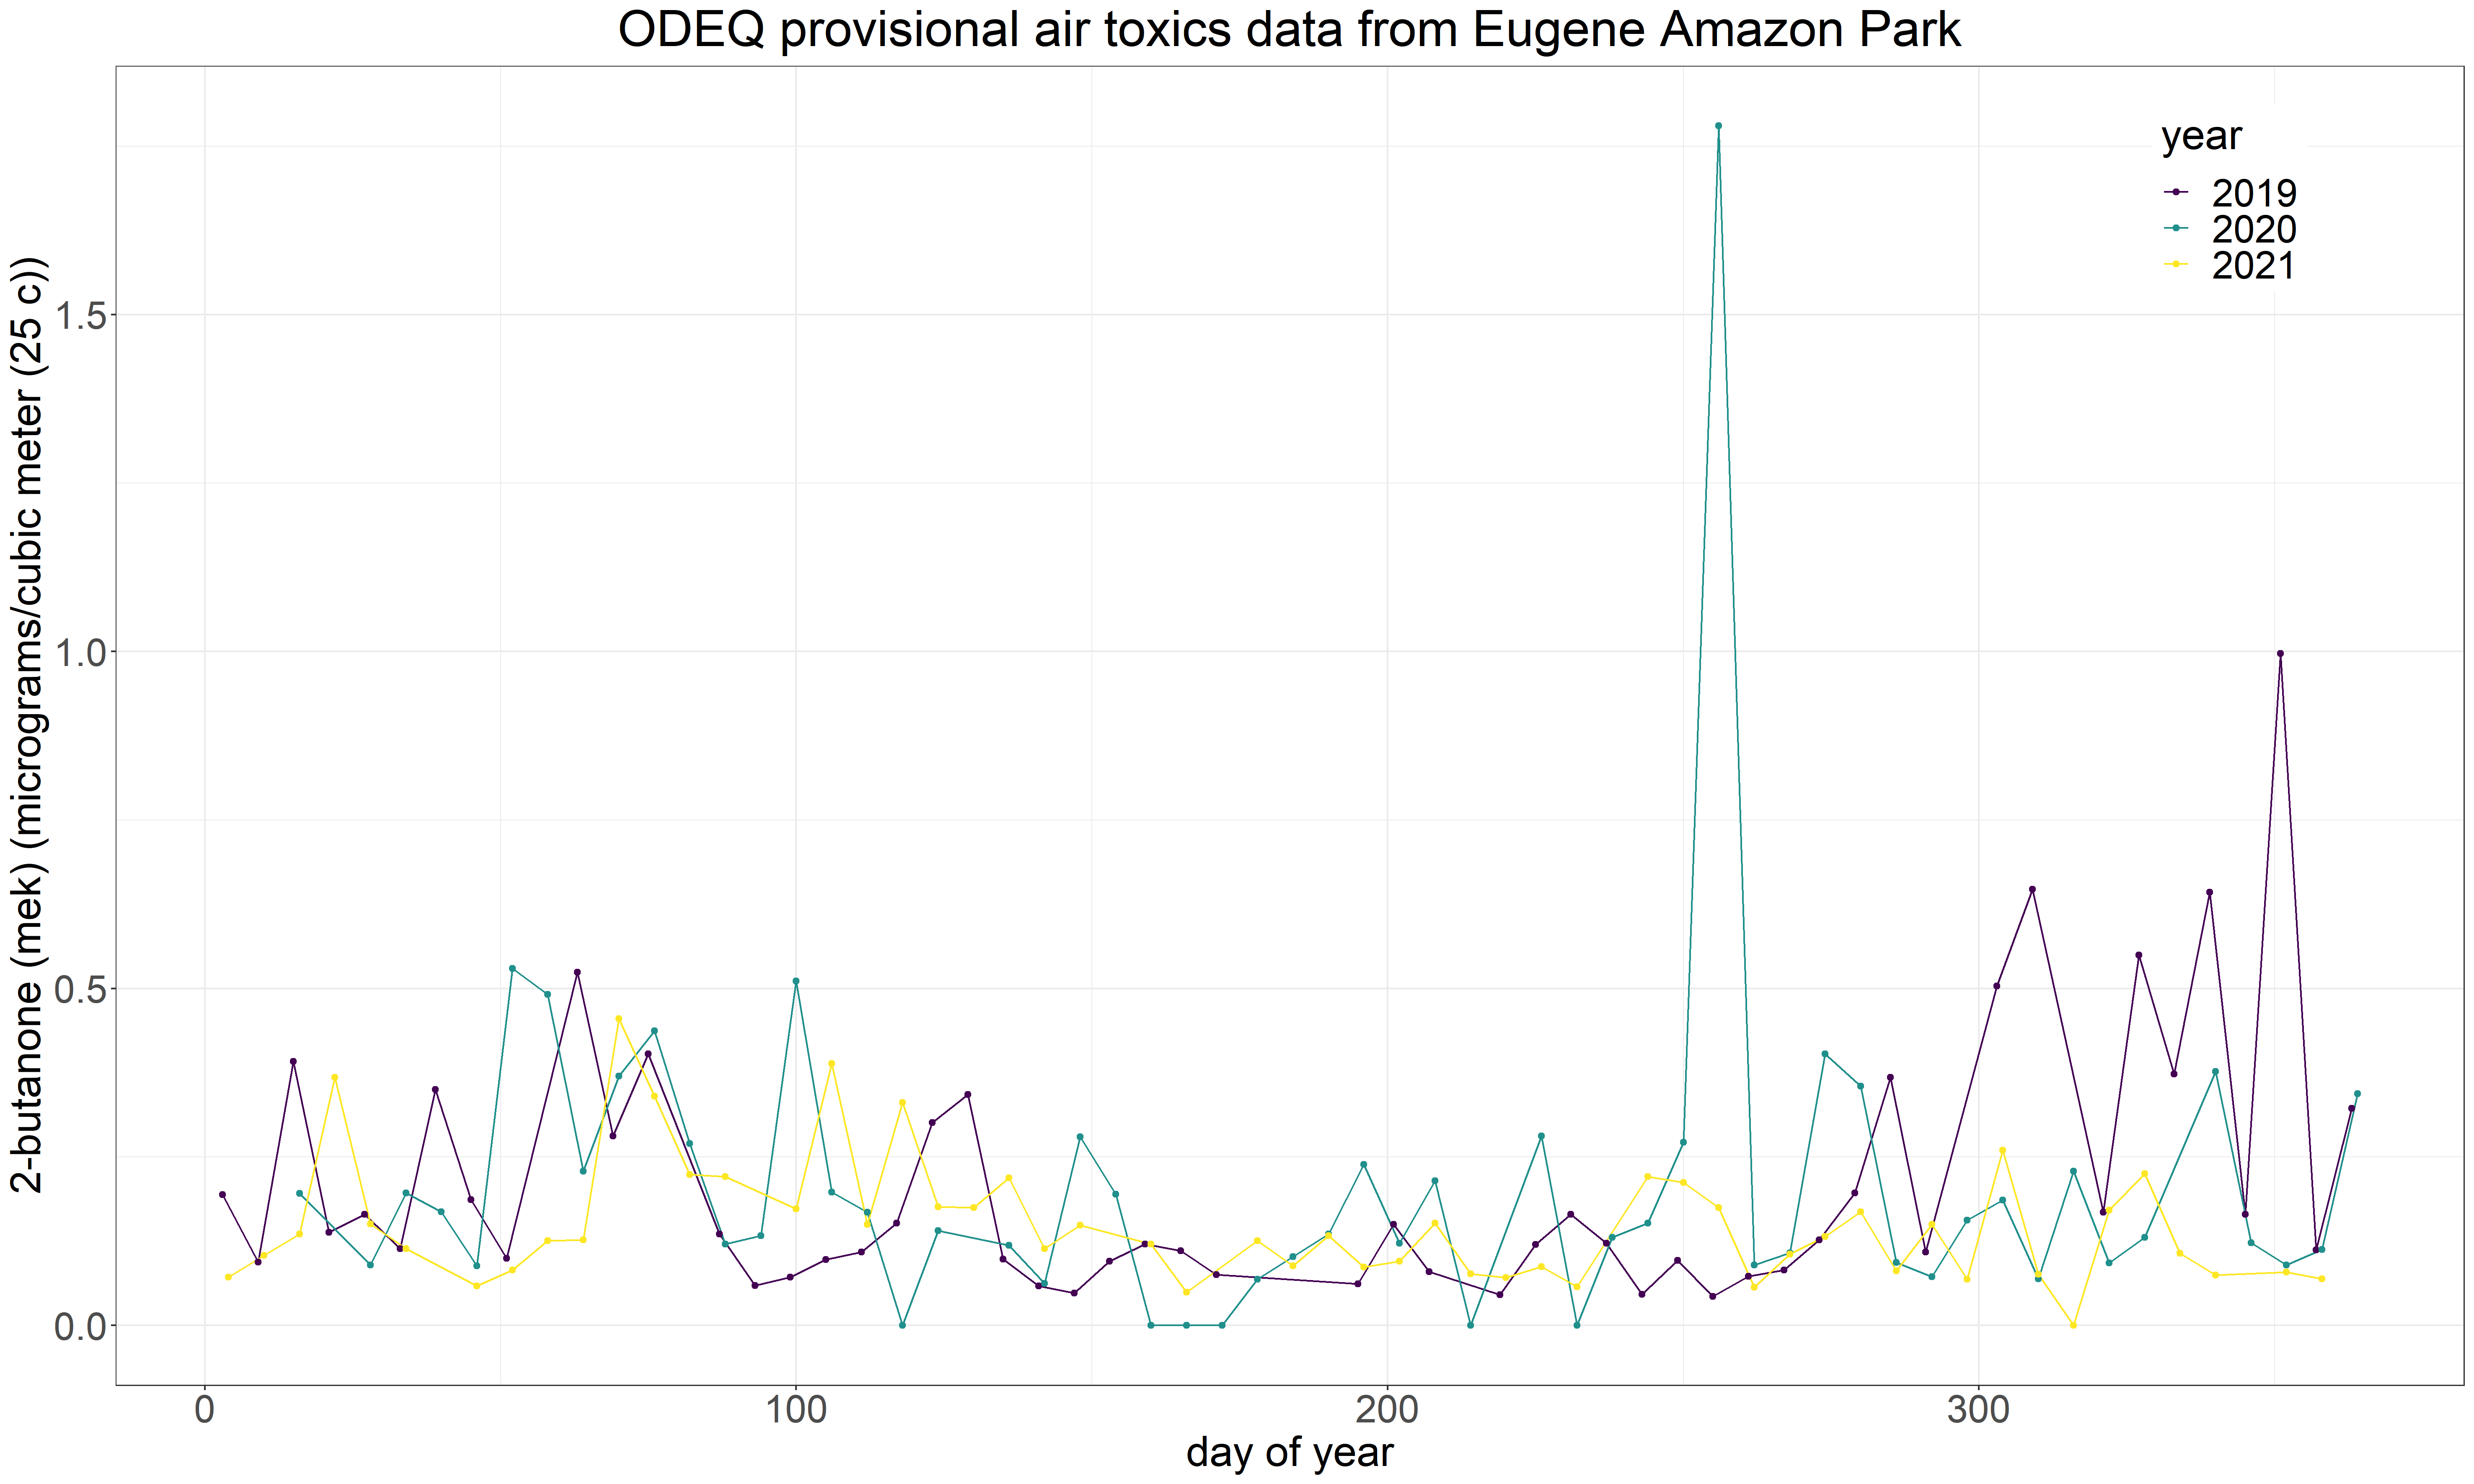 ODEQ provisional air toxics data from Eugene Amazon Park
year
2019
2020
2021
2-butanone (mek) (micrograms/cubic meter (25 c))
1.5
1.0
0.5
0.0
0
100
200
300
day of year